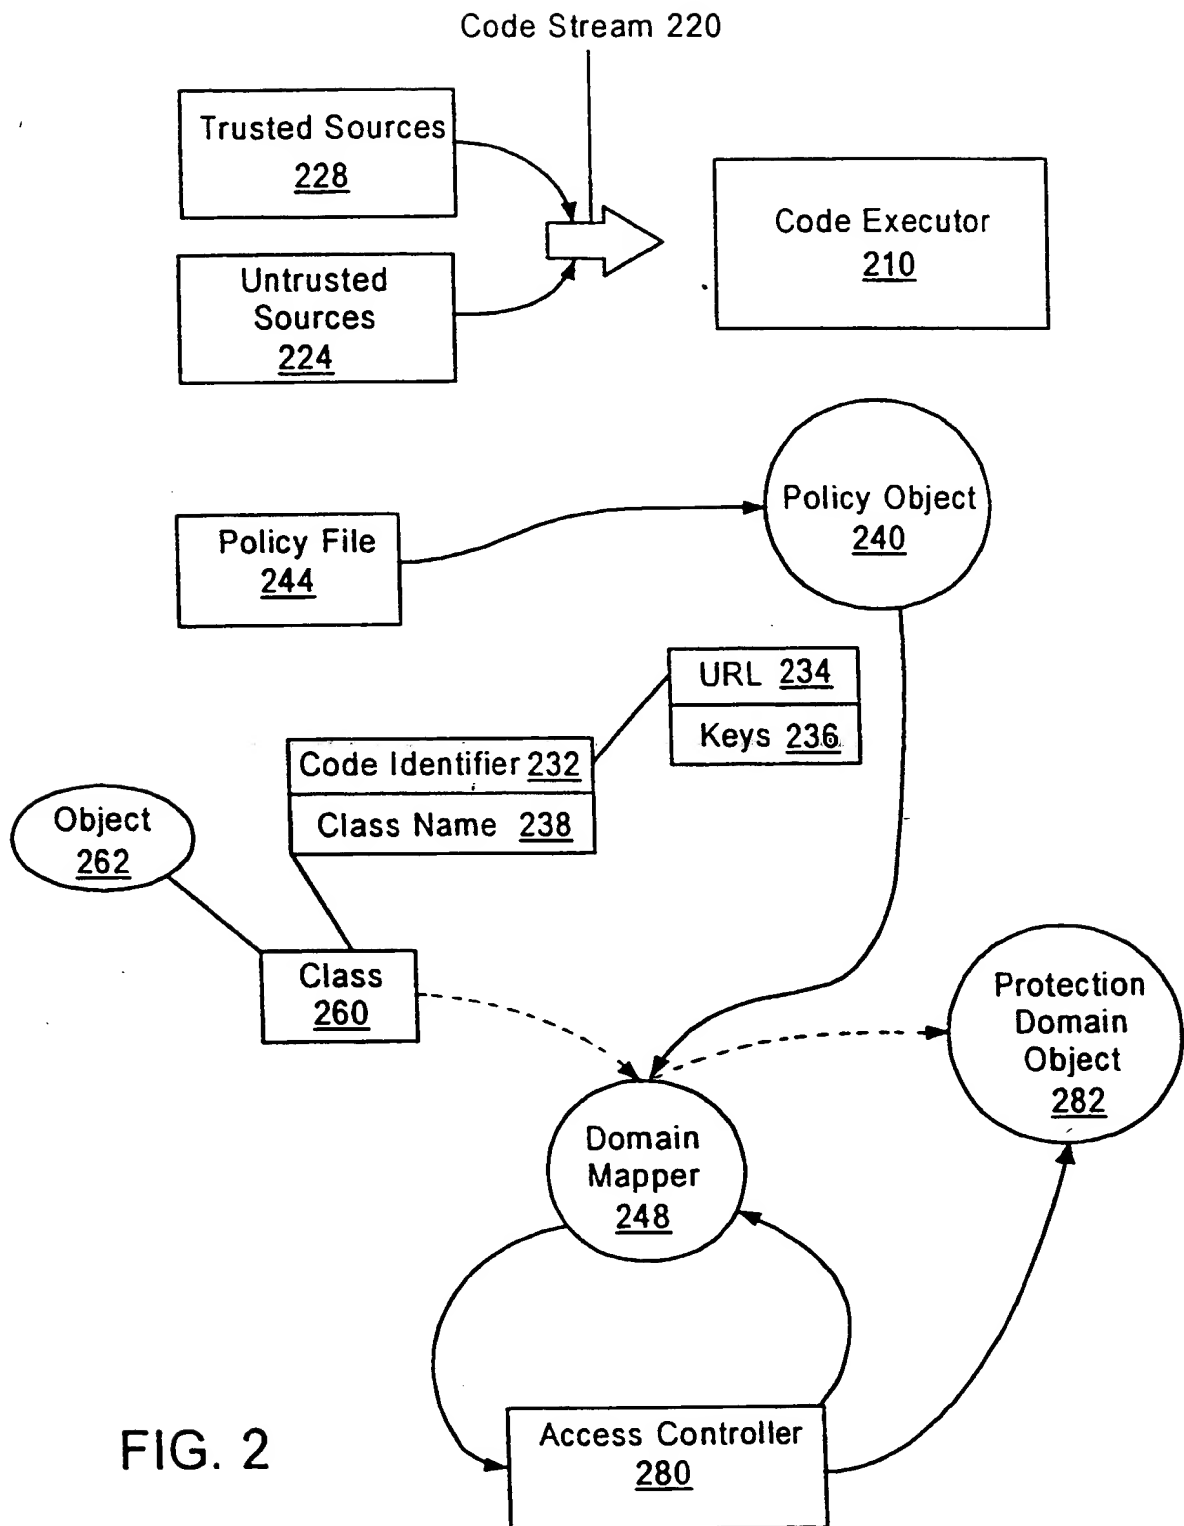 Code Stream 220
Trusted Sources
228
Untrusted
Sources
224
Code Executor
210
Policy Object
240
Policy File
244
URL 234
Keys 236
Code Identifier 232
Class Name 238
Object
262
Class
260
Protection
Domain
Object
282
Domain
Mapper
248
Access Controller
280
FIG. 2